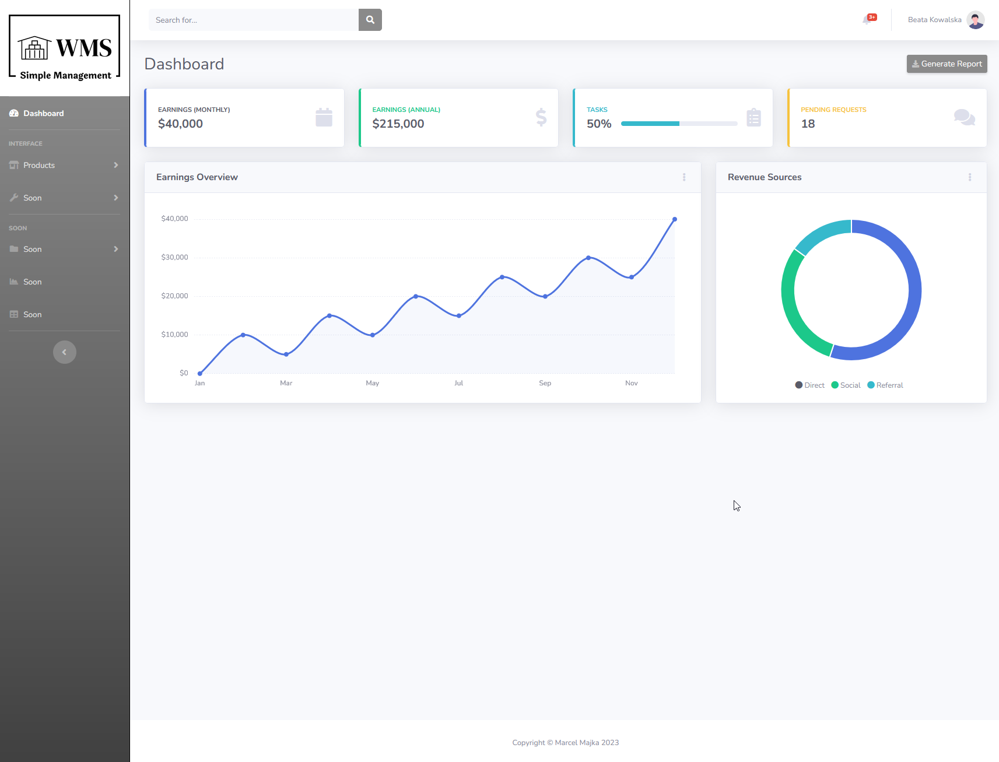 WMS
Simple Management
Search for...
3+
Beata Kowalska
Dashboard
INTERFACE
Products
Soon
SOON
Soon
Soon
Soon
Dashboard
Generate Report
EARNINGS (MONTHLY)
$40,000
EARNINGS (ANNUAL)
$215,000
TASKS
50%
PENDING REQUESTS
18
Earnings Overview
$40,000
$30,000
$20,000
$10,000
$0
Jan Mar May Jul Sep Nov
Revenue Sources
Direct Social Referral
Copyright © Marcel Majka 2023